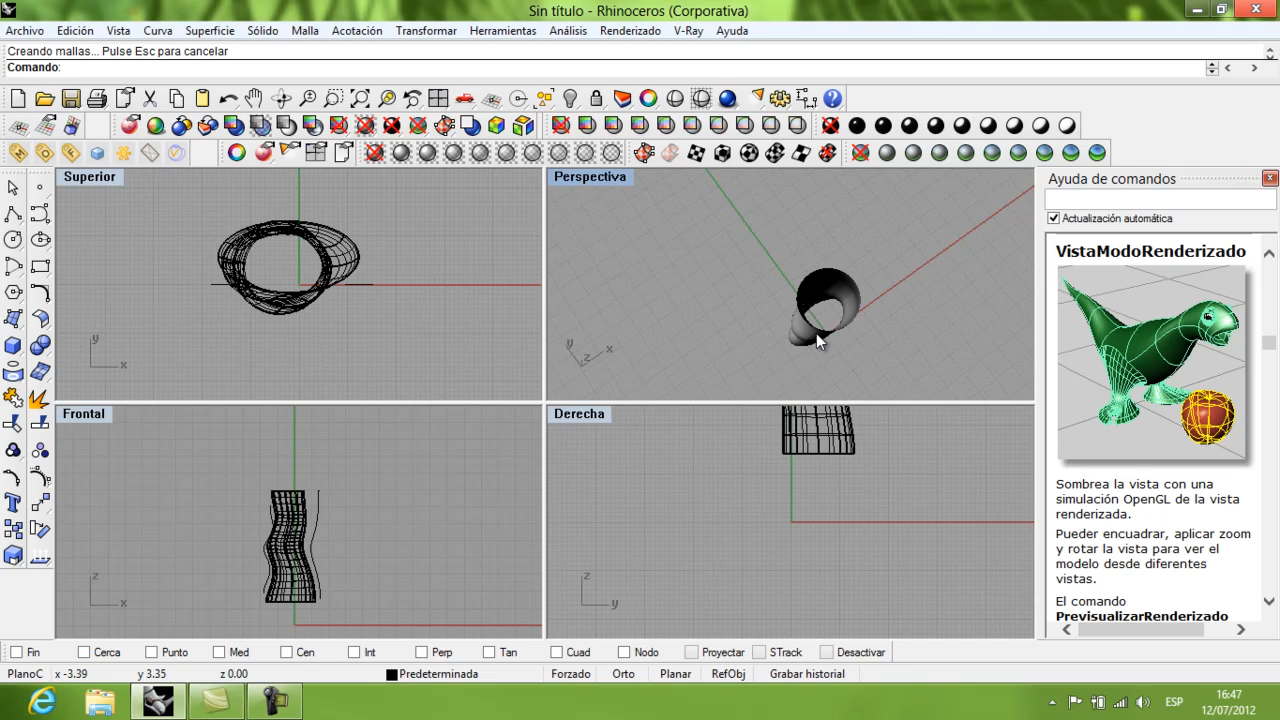 Sin título - Rhinoceros (Corporativa)
Archivo Edición Vista Curva Superficie Sólido Malla Acotación Transformar Herramientas Análisis Renderizado V-Ray Ayuda
Creando mallas... Pulse Esc para cancelar
Comando:
Superior
Perspectiva
Ayuda de comandos
Actualización automática
VistaModoRenderizado
y
x
y
z
x
Frontal
Derecha
Sombrea la vista con una
simulación OpenGL de la vista
renderizada.
Pueder encuadrar, aplicar zoom
y rotar la vista para ver el
modelo desde diferentes
vistas.
El comando
PrevisualizarRenderizado
z
x
z
y
Fin Cerca Punto Med Cen Int Perp Tan Cuad Nodo Proyectar STrack Desactivar
PlanoC x -3.39 y 3.35 z 0.00 Predeterminada Forzado Orto Planar RefObj Grabar historial
ESP
16:47
12/07/2012